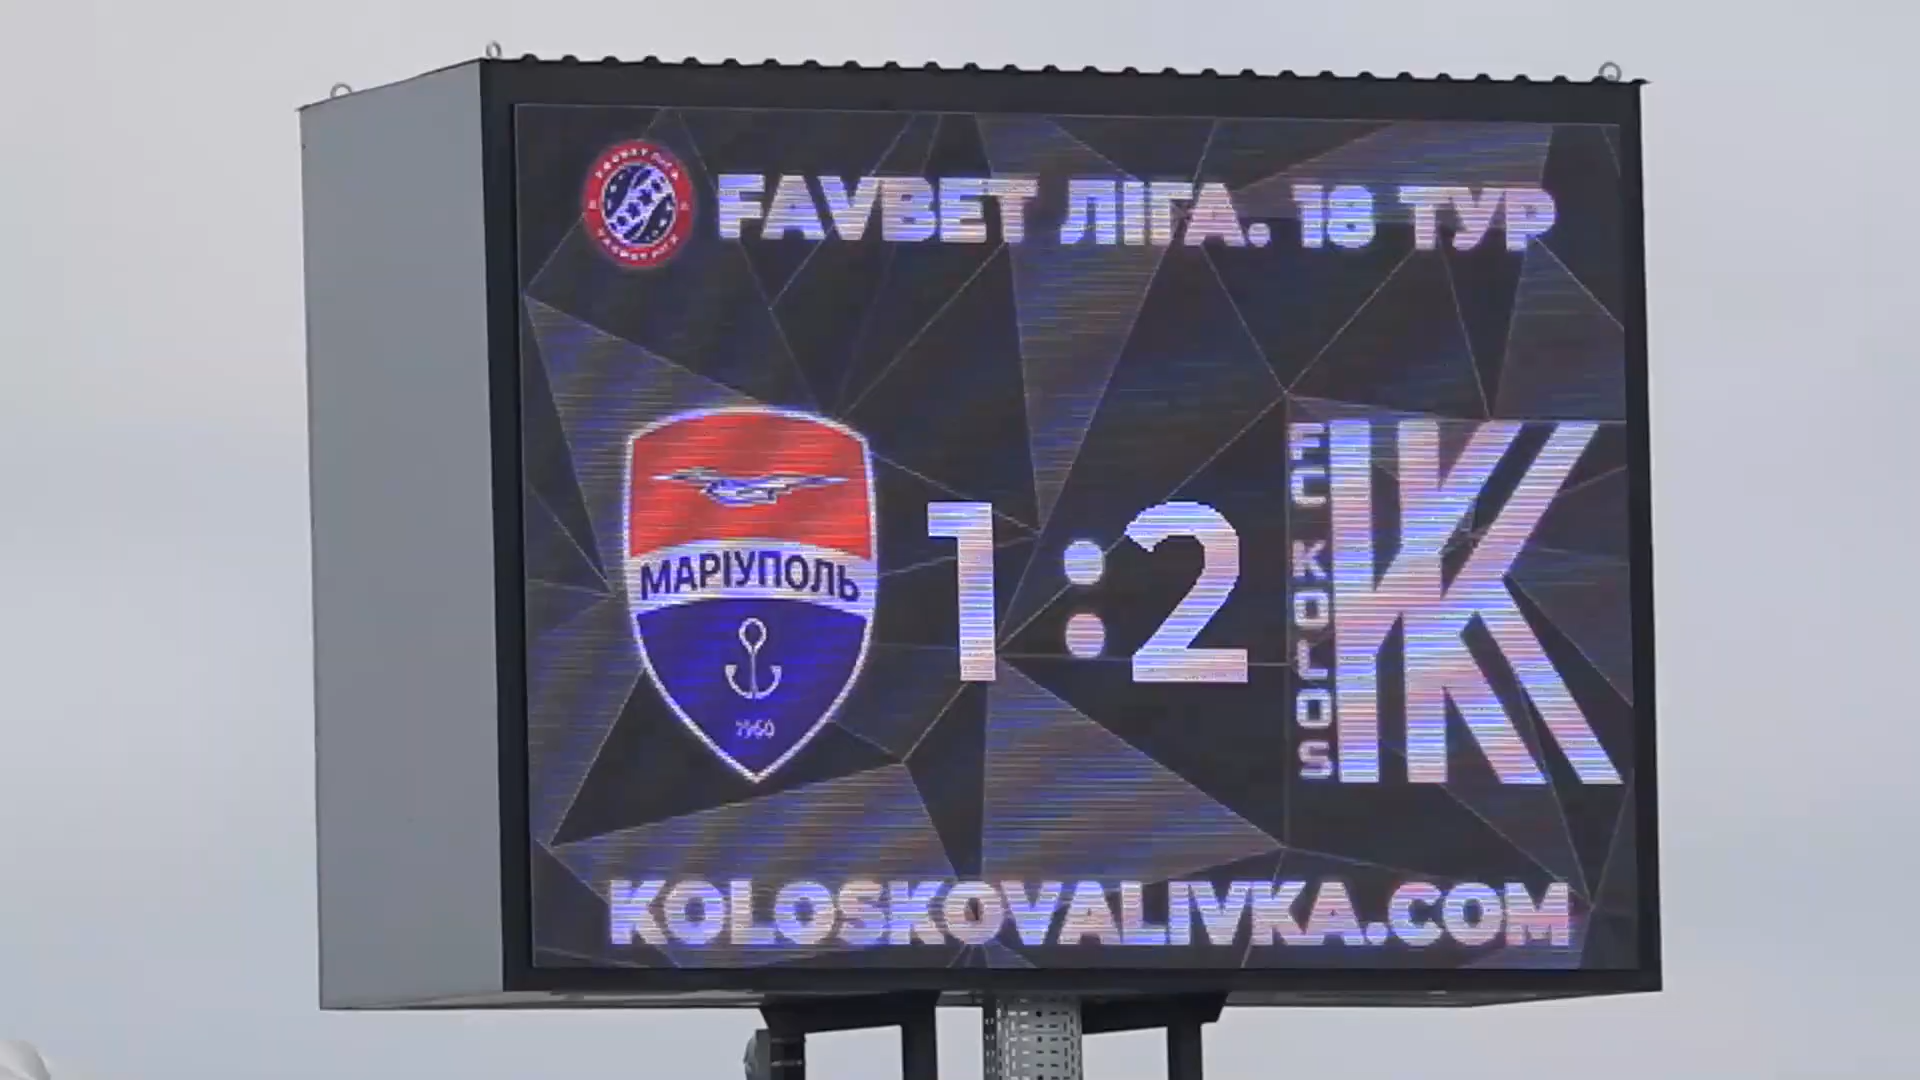 FAVBET ЛІГА. 18 ТУР
МАРІУПОЛЬ
1960
1:2
FC KOLOS
KOLOSKOVALIVKA.COM